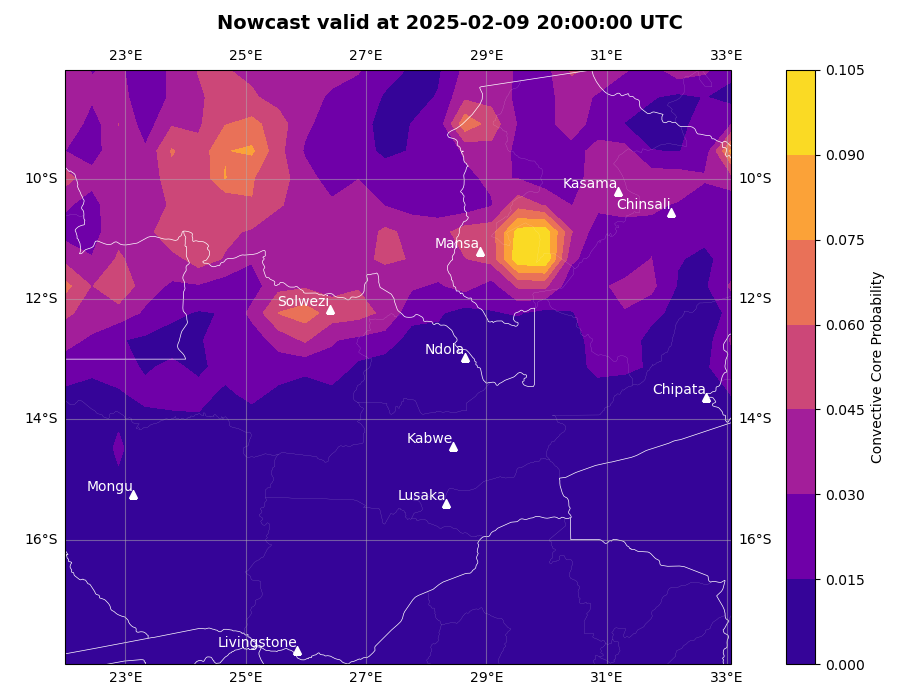 Nowcast valid at 2025-02-09 20:00:00 UTC
23°E 25°E 27°E 29°E 31°E 33°E
0.105
0.090
10°S Kasama 10°S
Chinsali
0.075
Mansa
12°S Solwezi 12°S
0.060
Ndola
Convective Core Probability
Chipata
0.045
14°S 14°S
Kabwe
Mongu
Lusaka
0.030
16°S 16°S
0.015
Livingstone
0.000
23°E 25°E 27°E 29°E 31°E 33°E